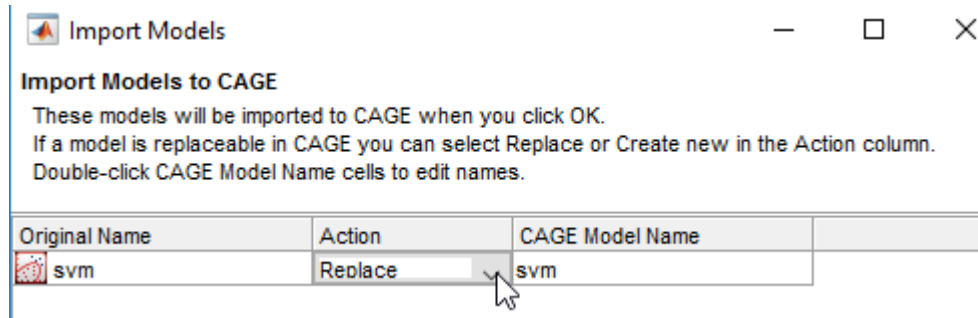 Import Models
Import Models to CAGE
These models will be imported to CAGE when you click OK.
If a model is replaceable in CAGE you can select Replace or Create new in the Action column.
Double-click CAGE Model Name cells to edit names.
Original Name Action CAGE Model Name
svm Replace svm